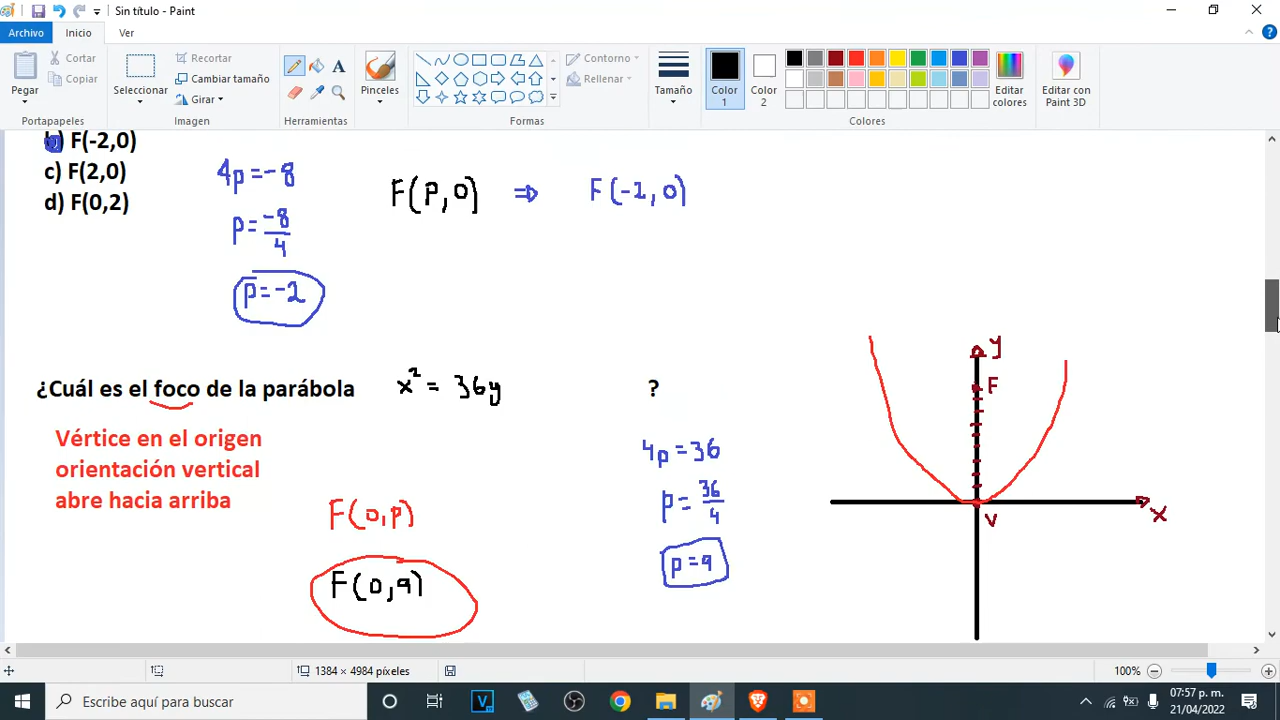 Sin título - Paint
Archivo Inicio Ver
Pegar
Cortar
Copiar
Portapapeles
Seleccionar
Recortar
Cambiar tamaño
Girar
Imagen
Herramientas
Pinceles
Contorno
Rellenar
Formas
Tamaño
Color 1
Color 2
Editar colores
Colores
Editar con Paint 3D
b) F(-2,0)
c) F(2,0)
d) F(0,2)
4p=-8
p=-8/4
p=-2
F(P,0) ⇒ F(-2,0)
¿Cuál es el foco de la parábola x²=36y ?
Vértice en el origen
orientación vertical
abre hacia arriba
F(0,p)
F(0,9)
4p=36
p=36/4
p=9
y
F
V
x
1384 × 4984 píxeles
100%
Escribe aquí para buscar
07:57 p. m.
21/04/2022